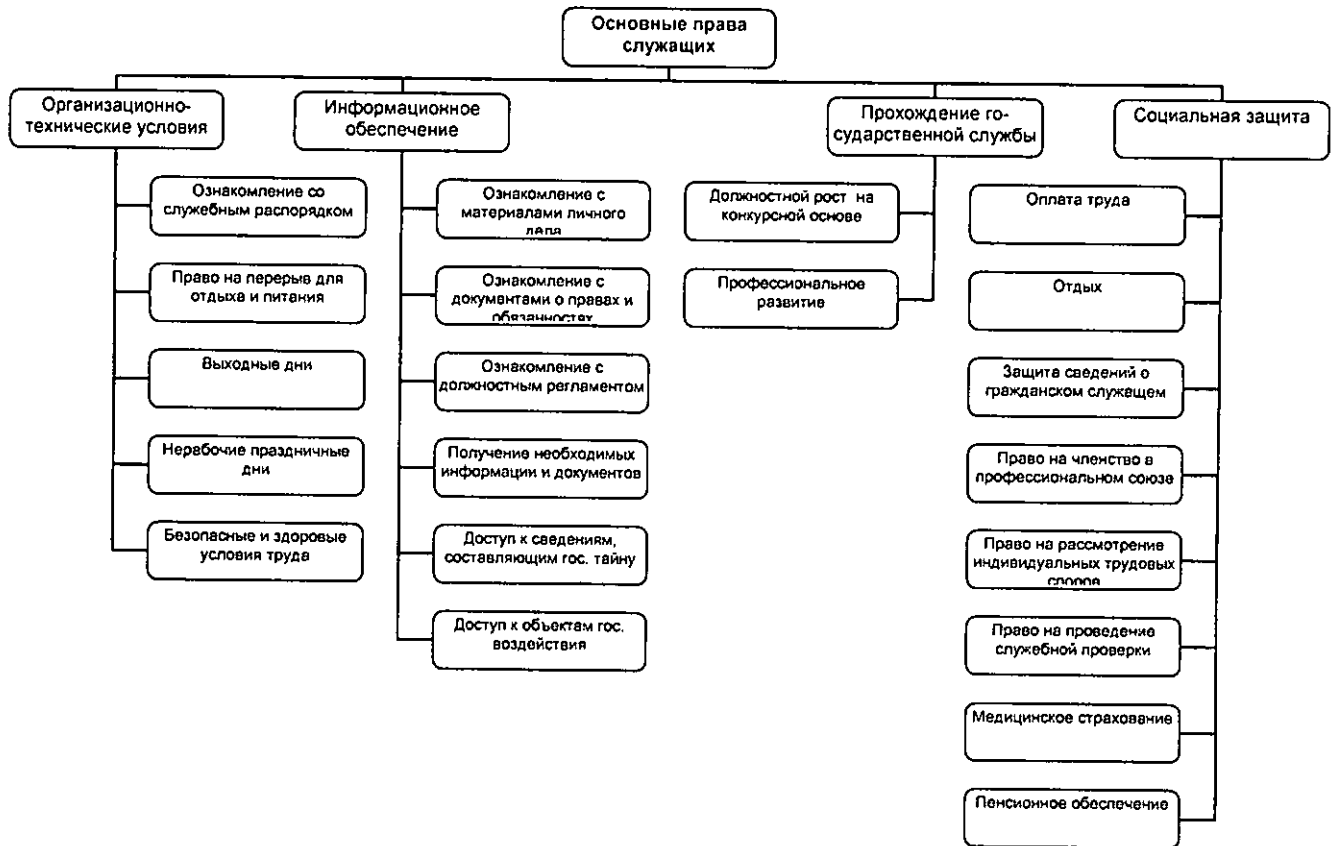 Основные права
служащих
Организационно-
технические условия
Ознакомление со
служебным распорядком
Право на перерыв для
отдыха и питания
Выходные дни
Нерабочие праздничные
дни
Безопасные и здоровые
условия труда
Информационное
обеспечение
Ознакомление с
материалами личного
дела
Ознакомление с
документами о правах и
обязанностях
Ознакомление с
должностным регламентом
Получение необходимых
информации и документов
Доступ к сведениям,
составляющим гос. тайну
Доступ к объектам гос.
воздействия
Прохождение го-
сударственной службы
Должностной рост на
конкурсной основе
Профессиональное
развитие
Социальная защита
Оплата труда
Отдых
Защита сведений о
гражданском служащем
Право на членство в
профессиональном союзе
Право на рассмотрение
индивидуальных трудовых
споров
Право на проведение
служебной проверки
Медицинское страхование
Пенсионное обеспечение